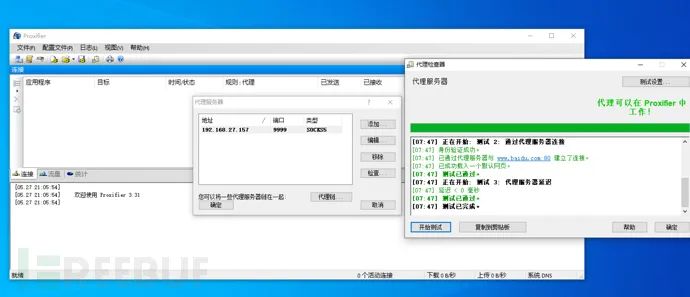 Proxifier
文件(F) 配置文件(P) 日志(L) 视图(V) 帮助(H)
连接
应用程序 目标 时间/状态 规则 : 代理 已发送 已接收
连接 流量 统计
[05.27 21:05:54]
[05.27 21:05:54] 欢迎使用 Proxifier 3.31
[05.27 21:05:54]
就绪 0 个活动连接 下载 0 B/秒 上传 0 B/秒 系统 DNS
代理服务器 ?
地址 / 端口 类型
192.168.27.157 9999 SOCKS5
添加...
编辑...
移除
检查...
您可以将一些代理服务器链在一起:
代理链...
确定 取消
代理检查器
代理服务器
测试设置...
代理可以在 Proxifier 中
工作!
[07:47] 正在开始: 测试 2: 通过代理服务器连接
[07:47] 身份验证成功。
[07:47] 已通过代理服务器与 www.baidu.com:80 建立了连接。
[07:47] 已成功载入一个默认网页。
[07:47] 测试已通过。
[07:47] 正在开始: 测试 3: 代理服务器延迟
[07:47] 延迟 < 0 毫秒
[07:47] 测试已通过。
[07:47] 测试已完成。
开始测试 复制到剪贴板 帮助 确定
FREEBUF